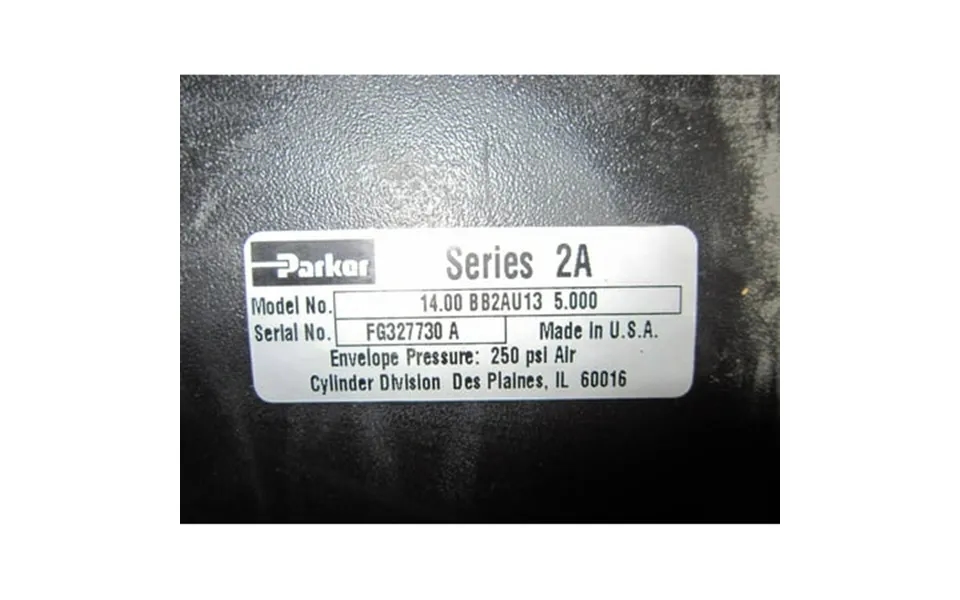 Parker Series 2A
Model No. 14.00 BB2AU13 5.000
Serial No. FG327730 A Made In U.S.A.
Envelope Pressure: 250 psi Air
Cylinder Division Des Plaines, IL 60016